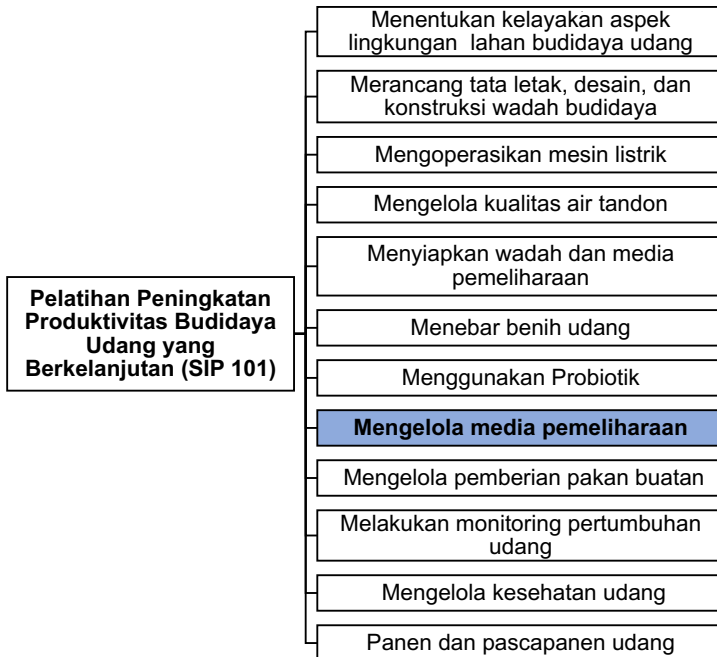 Pelatihan Peningkatan
Produktivitas Budidaya
Udang yang
Berkelanjutan (SIP 101)
Menentukan kelayakan aspek
lingkungan lahan budidaya udang
Merancang tata letak, desain, dan
konstruksi wadah budidaya
Mengoperasikan mesin listrik
Mengelola kualitas air tandon
Menyiapkan wadah dan media
pemeliharaan
Menebar benih udang
Menggunakan Probiotik
Mengelola media pemeliharaan
Mengelola pemberian pakan buatan
Melakukan monitoring pertumbuhan
udang
Mengelola kesehatan udang
Panen dan pascapanen udang